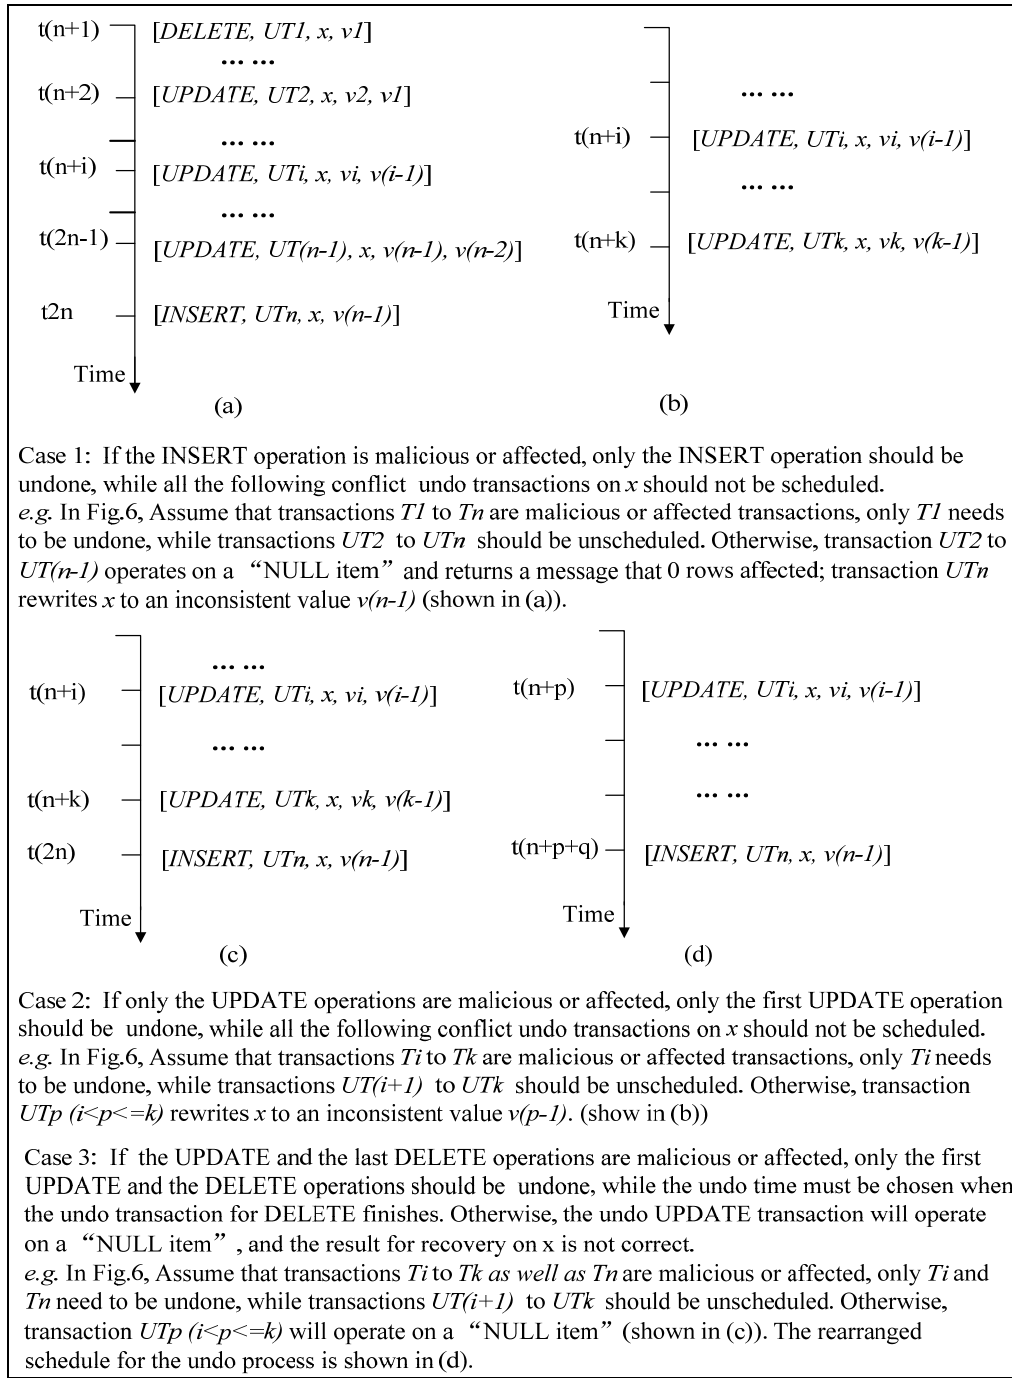 t(n+1) [DELETE, UT1, x, v1]
... ...
t(n+2) [UPDATE, UT2, x, v2, v1]
... ...
t(n+i) [UPDATE, UTi, x, vi, v(i-1)]
... ...
t(2n-1) [UPDATE, UT(n-1), x, v(n-1), v(n-2)]
t2n [INSERT, UTn, x, v(n-1)]
Time
(a)
... ...
t(n+i) [UPDATE, UTi, x, vi, v(i-1)]
... ...
t(n+k) [UPDATE, UTk, x, vk, v(k-1)]
Time
(b)
Case 1: If the INSERT operation is malicious or affected, only the INSERT operation should be
undone, while all the following conflict undo transactions on x should not be scheduled.
e.g. In Fig.6, Assume that transactions T1 to Tn are malicious or affected transactions, only T1 needs
to be undone, while transactions UT2 to UTn should be unscheduled. Otherwise, transaction UT2 to
UT(n-1) operates on a “NULL item” and returns a message that 0 rows affected; transaction UTn
rewrites x to an inconsistent value v(n-1) (shown in (a)).
... ...
t(n+i) [UPDATE, UTi, x, vi, v(i-1)]
... ...
t(n+k) [UPDATE, UTk, x, vk, v(k-1)]
t(2n) [INSERT, UTn, x, v(n-1)]
Time
(c)
t(n+p) [UPDATE, UTi, x, vi, v(i-1)]
... ...
... ...
t(n+p+q) [INSERT, UTn, x, v(n-1)]
Time
(d)
Case 2: If only the UPDATE operations are malicious or affected, only the first UPDATE operation
should be undone, while all the following conflict undo transactions on x should not be scheduled.
e.g. In Fig.6, Assume that transactions Ti to Tk are malicious or affected transactions, only Ti needs
to be undone, while transactions UT(i+1) to UTk should be unscheduled. Otherwise, transaction
UTp (i<p<=k) rewrites x to an inconsistent value v(p-1). (show in (b))
Case 3: If the UPDATE and the last DELETE operations are malicious or affected, only the first
UPDATE and the DELETE operations should be undone, while the undo time must be chosen when
the undo transaction for DELETE finishes. Otherwise, the undo UPDATE transaction will operate
on a “NULL item”, and the result for recovery on x is not correct.
e.g. In Fig.6, Assume that transactions Ti to Tk as well as Tn are malicious or affected, only Ti and
Tn need to be undone, while transactions UT(i+1) to UTk should be unscheduled. Otherwise,
transaction UTp (i<p<=k) will operate on a “NULL item” (shown in (c)). The rearranged
schedule for the undo process is shown in (d).